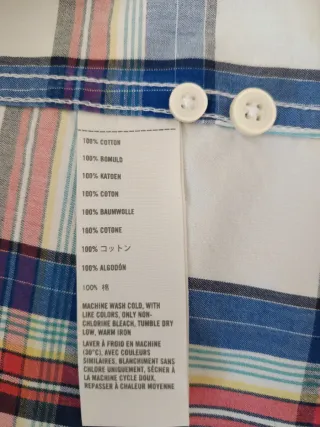 100% COTTON
100% BOMULD
100% KATOEN
100% COTON
100% BAUMWOLLE
100% COTONE
100% コットン
100% ALGODÓN
100% 棉
MACHINE WASH COLD, WITH
LIKE COLORS, ONLY NON-
CHLORINE BLEACH, TUMBLE DRY
LOW, WARM IRON
LAVER À FROID EN MACHINE
(30°C), AVEC COULEURS
SIMILAIRES, BLANCHIMENT SANS
CHLORE UNIQUEMENT, SÉCHER À
LA MACHINE CYCLE DOUX,
REPASSER À CHALEUR MOYENNE